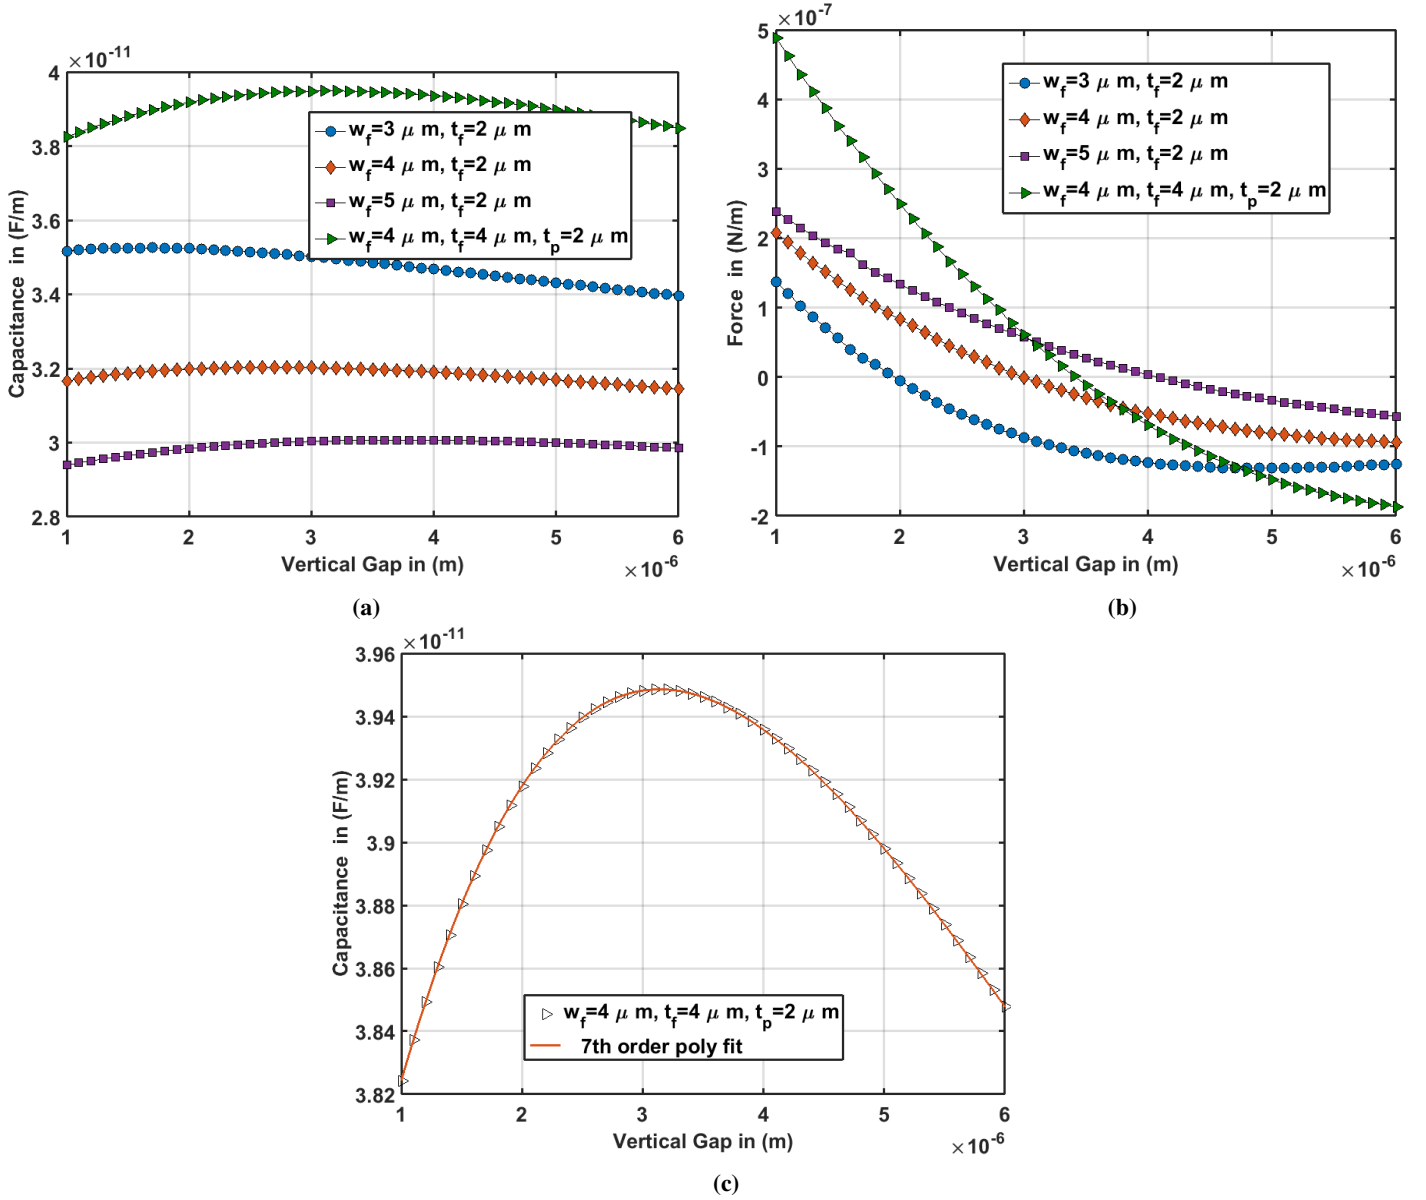 ×10^-11
4
3.8
3.6
3.4
3.2
3
2.8
Capacitance in (F/m)
w_f=3 μ m, t_f=2 μ m
w_f=4 μ m, t_f=2 μ m
w_f=5 μ m, t_f=2 μ m
w_f=4 μ m, t_f=4 μ m, t_p=2 μ m
1 2 3 4 5 6
Vertical Gap in (m)
×10^-6
(a)
×10^-7
5
4
3
2
1
0
-1
-2
Force in (N/m)
w_f=3 μ m, t_f=2 μ m
w_f=4 μ m, t_f=2 μ m
w_f=5 μ m, t_f=2 μ m
w_f=4 μ m, t_f=4 μ m, t_p=2 μ m
1 2 3 4 5 6
Vertical Gap in (m)
×10^-6
(b)
×10^-11
3.96
3.94
3.92
3.9
3.88
3.86
3.84
3.82
Capacitance in (F/m)
w_f=4 μ m, t_f=4 μ m, t_p=2 μ m
7th order poly fit
1 2 3 4 5 6
Vertical Gap in (m)
×10^-6
(c)